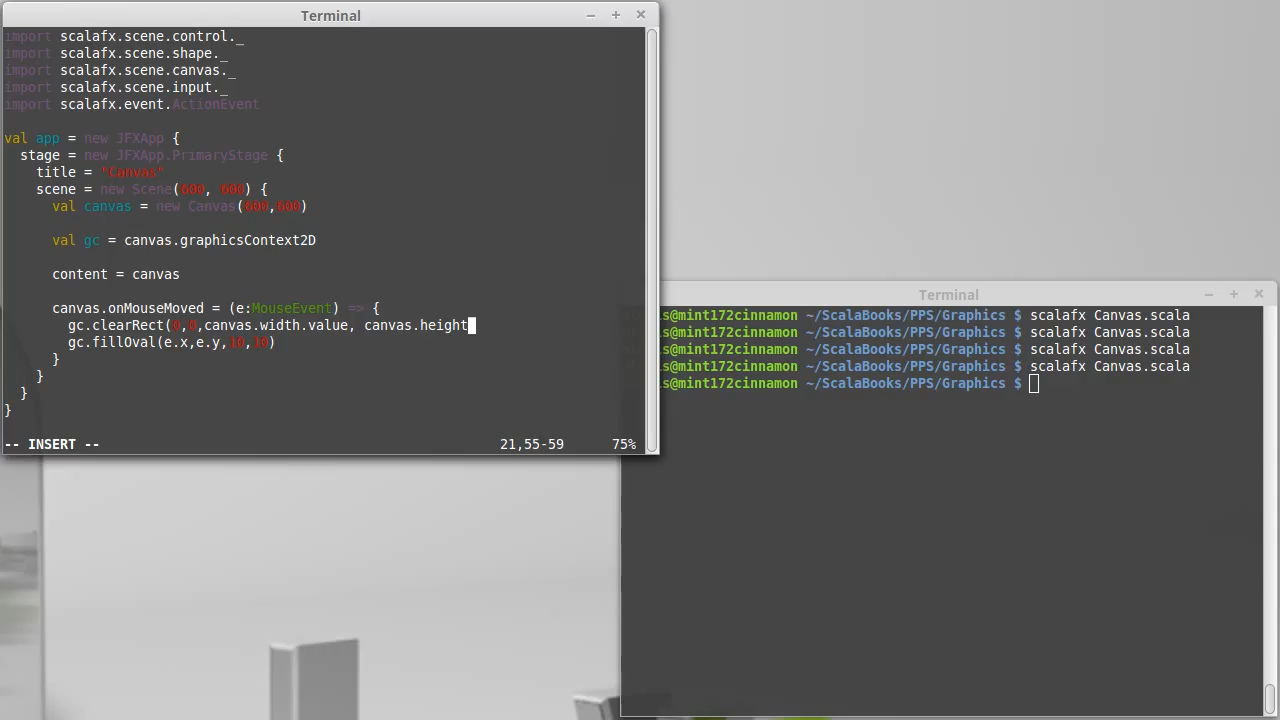 Terminal
import scalafx.scene.control._
import scalafx.scene.shape._
import scalafx.scene.canvas._
import scalafx.scene.input._
import scalafx.event.ActionEvent
val app = new JFXApp {
stage = new JFXApp.PrimaryStage {
title = "Canvas"
scene = new Scene(600, 600) {
val canvas = new Canvas(600,600)
val gc = canvas.graphicsContext2D
content = canvas
canvas.onMouseMoved = (e:MouseEvent) => {
gc.clearRect(0,0,canvas.width.value, canvas.height
gc.fillOval(e.x,e.y,10,10)
}
}
}
}
-- INSERT -- 21,55-59 75%
Terminal
s@mint172cinnamon ~/ScalaBooks/PPS/Graphics $ scalafx Canvas.scala
s@mint172cinnamon ~/ScalaBooks/PPS/Graphics $ scalafx Canvas.scala
s@mint172cinnamon ~/ScalaBooks/PPS/Graphics $ scalafx Canvas.scala
s@mint172cinnamon ~/ScalaBooks/PPS/Graphics $ scalafx Canvas.scala
s@mint172cinnamon ~/ScalaBooks/PPS/Graphics $